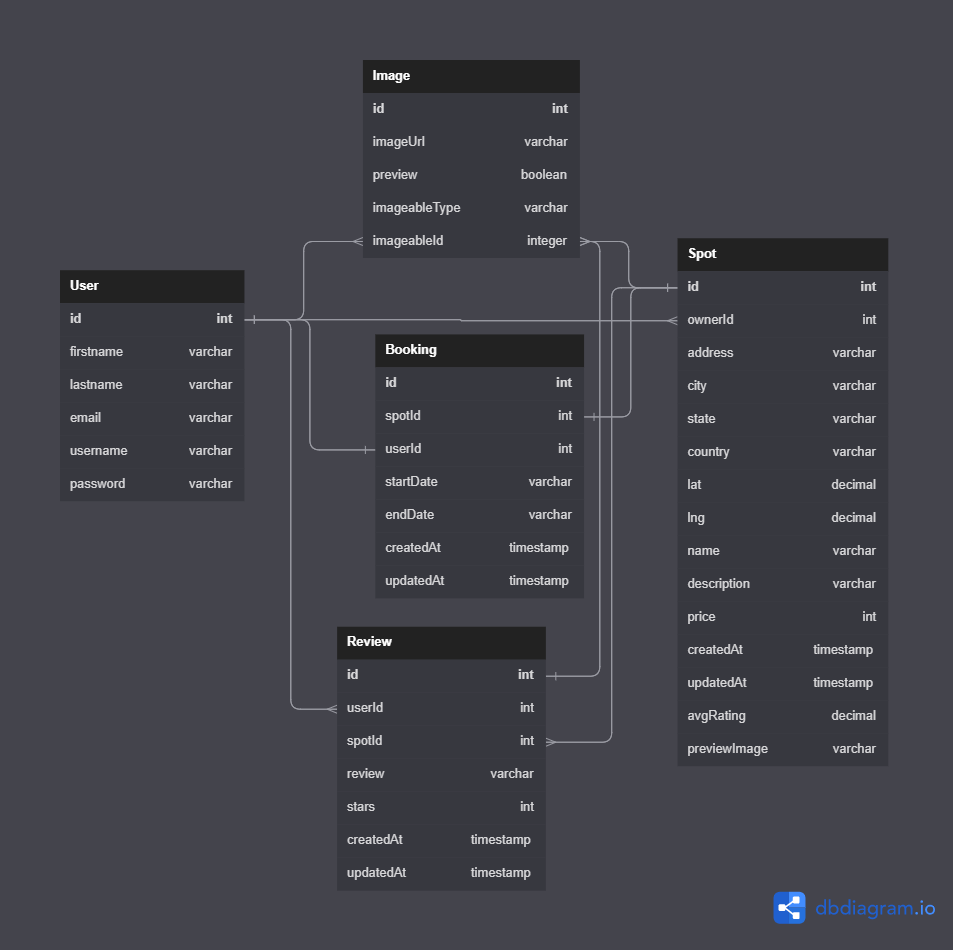 Image
id int
imageUrl varchar
preview boolean
imageableType varchar
imageableId integer
User
id int
firstname varchar
lastname varchar
email varchar
username varchar
password varchar
Booking
id int
spotId int
userId int
startDate varchar
endDate varchar
createdAt timestamp
updatedAt timestamp
Review
id int
userId int
spotId int
review varchar
stars int
createdAt timestamp
updatedAt timestamp
Spot
id int
ownerId int
address varchar
city varchar
state varchar
country varchar
lat decimal
lng decimal
name varchar
description varchar
price int
createdAt timestamp
updatedAt timestamp
avgRating decimal
previewImage varchar
dbdiagram.io